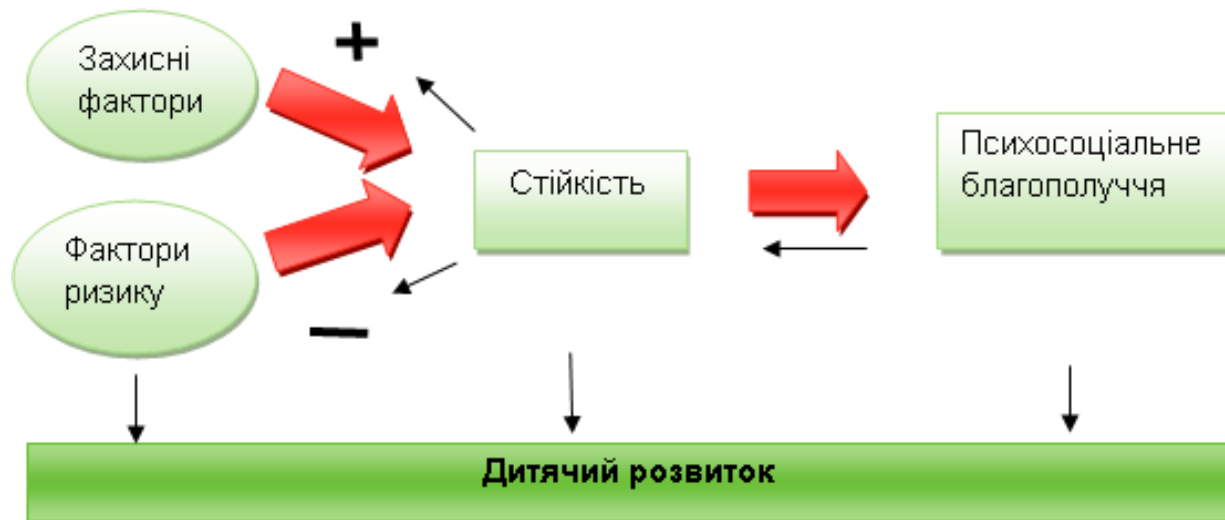 Захисні
фактори
+
Стійкість
Психосоціальне
благополуччя
Фактори
ризику
–
Дитячий розвиток